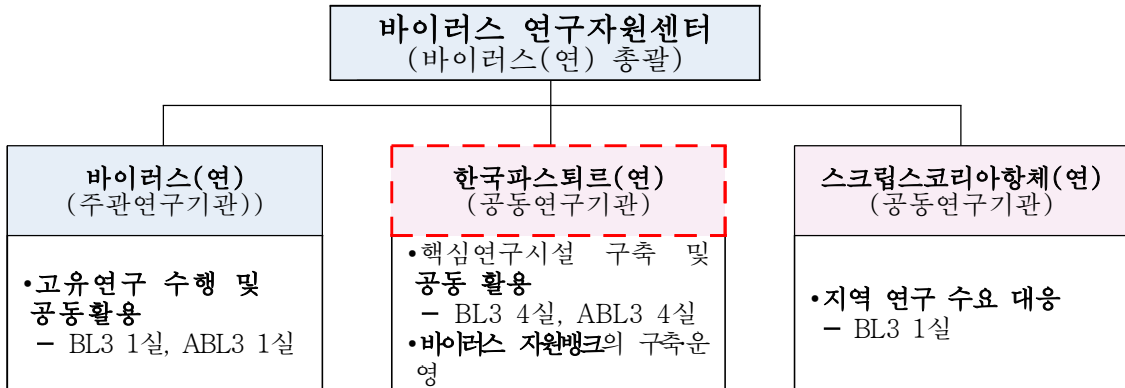 바이러스 연구자원센터
(바이러스(연) 총괄)
바이러스(연)
(주관연구기관))
•고유연구 수행 및
공동활용
- BL3 1실, ABL3 1실
한국파스퇴르(연)
(공동연구기관)
•핵심연구시설 구축 및
공동 활용
- BL3 4실, ABL3 4실
•바이러스 자원뱅크의 구축·운
영
스크립스코리아항체(연)
(공동연구기관)
•지역 연구 수요 대응
- BL3 1실